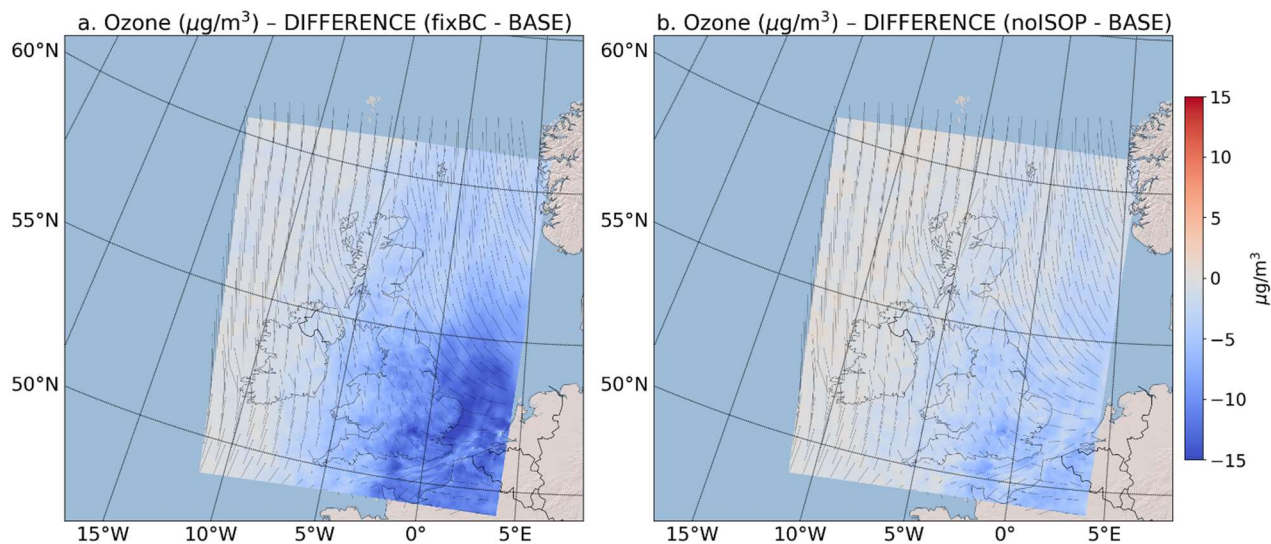 a. Ozone (μg/m³) – DIFFERENCE (fixBC - BASE)
b. Ozone (μg/m³) – DIFFERENCE (noISOP - BASE)
60°N
55°N
50°N
15°W
10°W
5°W
0°
5°E
60°N
55°N
50°N
15°W
10°W
5°W
0°
5°E
15
10
5
0
−5
−10
−15
μg/m³